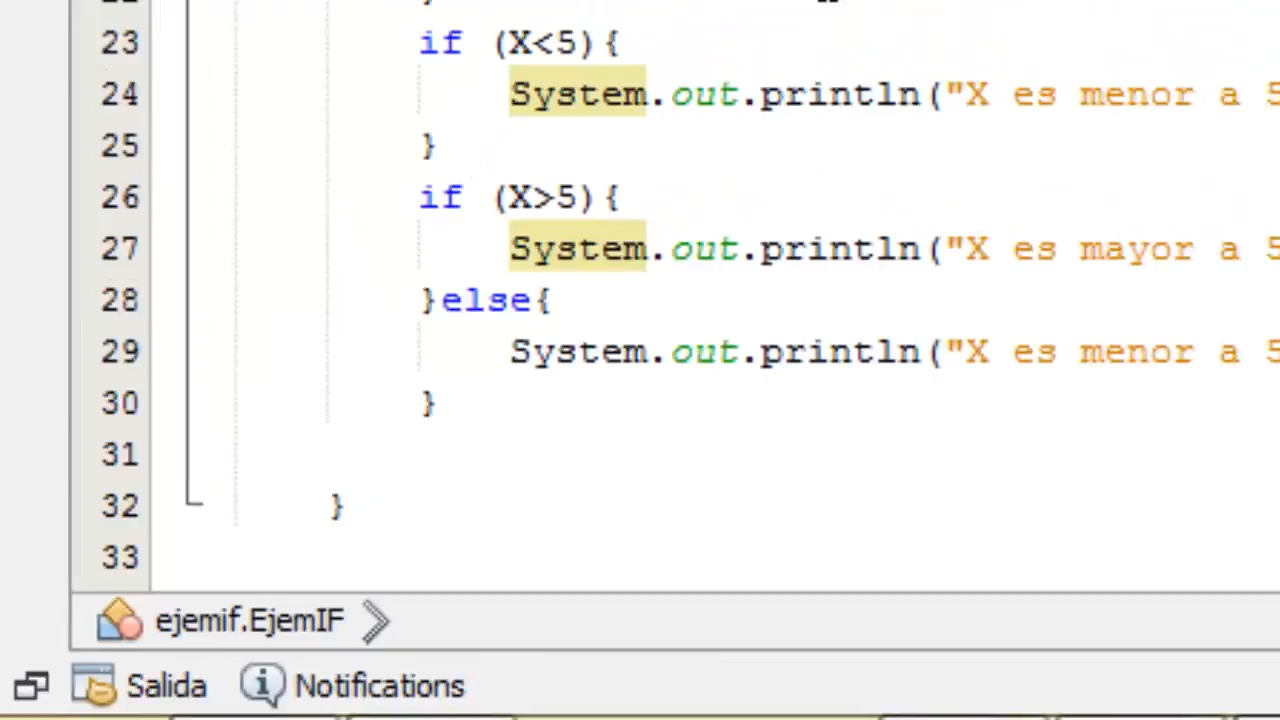 23 if (X<5){
24 System.out.println("X es menor a 5
25 }
26 if (X>5){
27 System.out.println("X es mayor a 5
28 }else{
29 System.out.println("X es menor a 5
30 }
31
32 }
33
ejemif.EjemIF
Salida Notifications